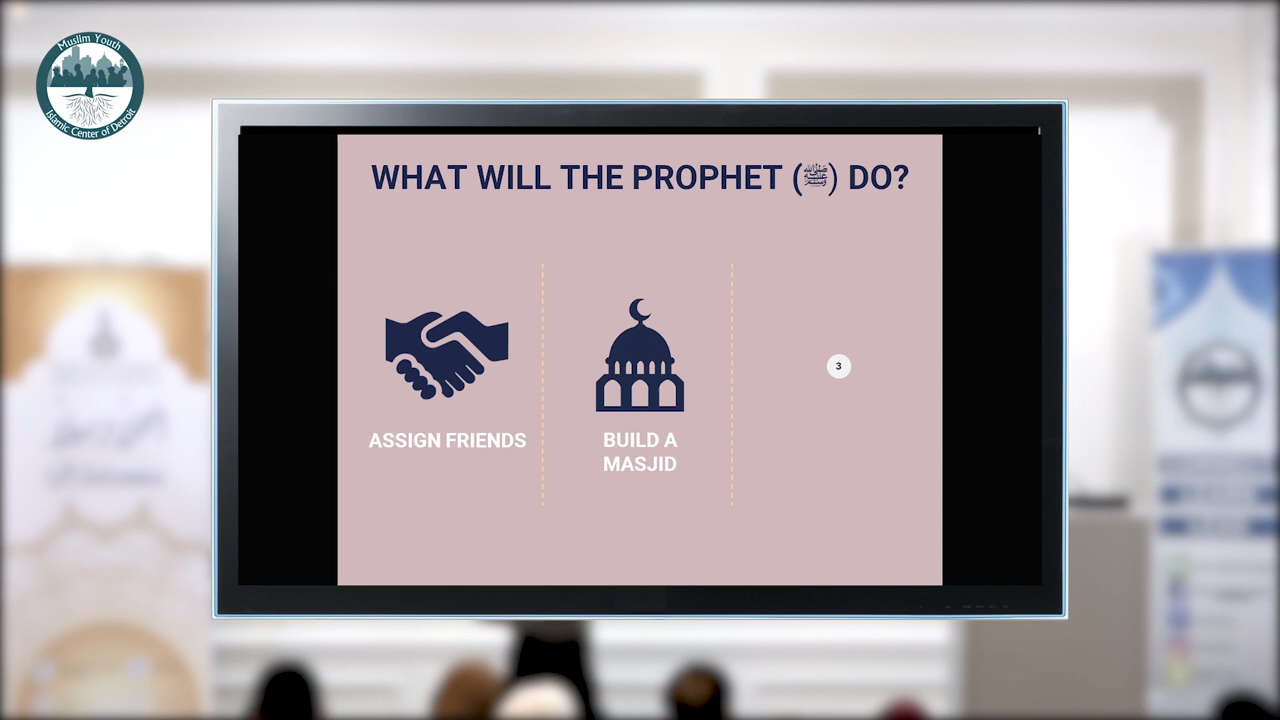 Muslim Youth
Islamic Center of Detroit
WHAT WILL THE PROPHET (ﷺ) DO?
ASSIGN FRIENDS
BUILD A
MASJID
3